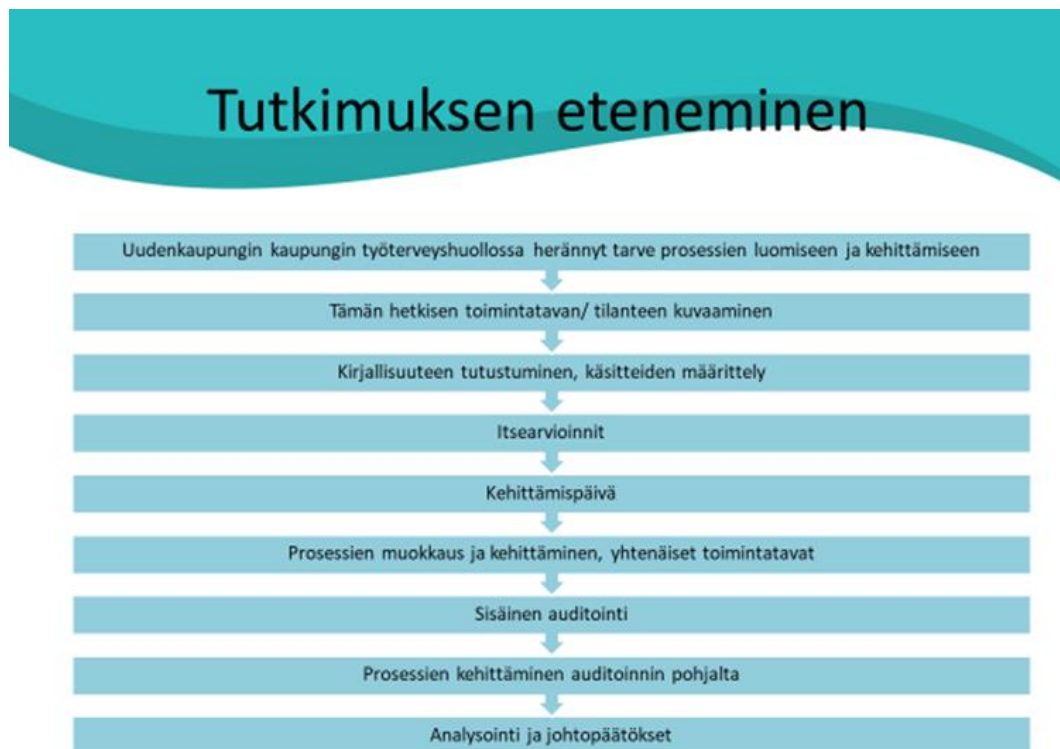 Tutkimuksen eteneminen
Uudenkaupungin kaupungin työterveyshuollossa herännyt tarve prosessien luomiseen ja kehittämiseen
Tämän hetkisen toimintatavan/ tilanteen kuvaaminen
Kirjallisuuteen tutustuminen, käsitteiden määrittely
Itsearvioinnit
Kehittämispäivä
Prosessien muokkaus ja kehittäminen, yhtenäiset toimintatavat
Sisäinen auditointi
Prosessien kehittäminen auditoinnin pohjalta
Analysointi ja johtopäätökset